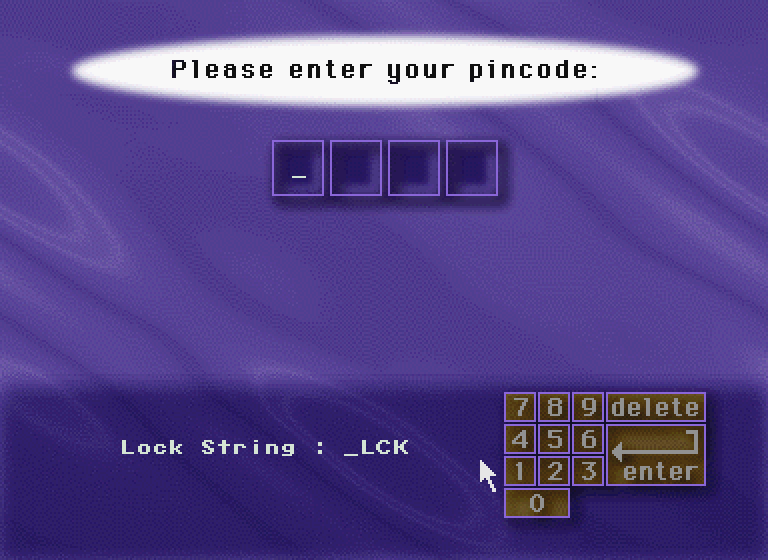 Please enter your pincode:
_
Lock String : _LCK
7 8 9 delete
4 5 6
1 2 3 enter
0